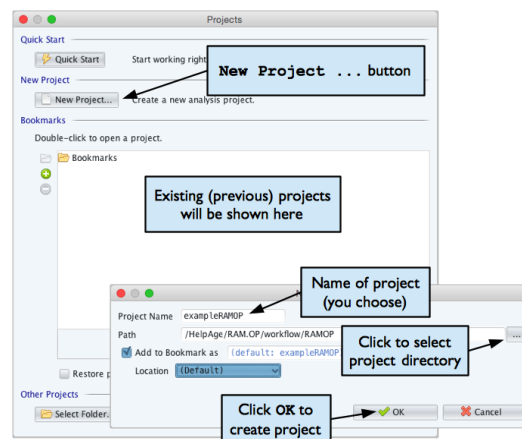 Projects
Quick Start
Quick Start
Start working right
New Project ... button
New Project
New Project...
Create a new analysis project.
Bookmarks
Double-click to open a project.
Bookmarks
Existing (previous) projects
will be shown here
Name of project
(you choose)
Project Name
exampleRAMOP
Path
/HelpAge/RAM.OP/workflow/RAMOP
...
Click to select
project directory
Add to Bookmark as
(default: exampleRAMOP
Location
(Default)
Restore
Other Projects
Select Folder.
Click OK to
create project
OK
Cancel